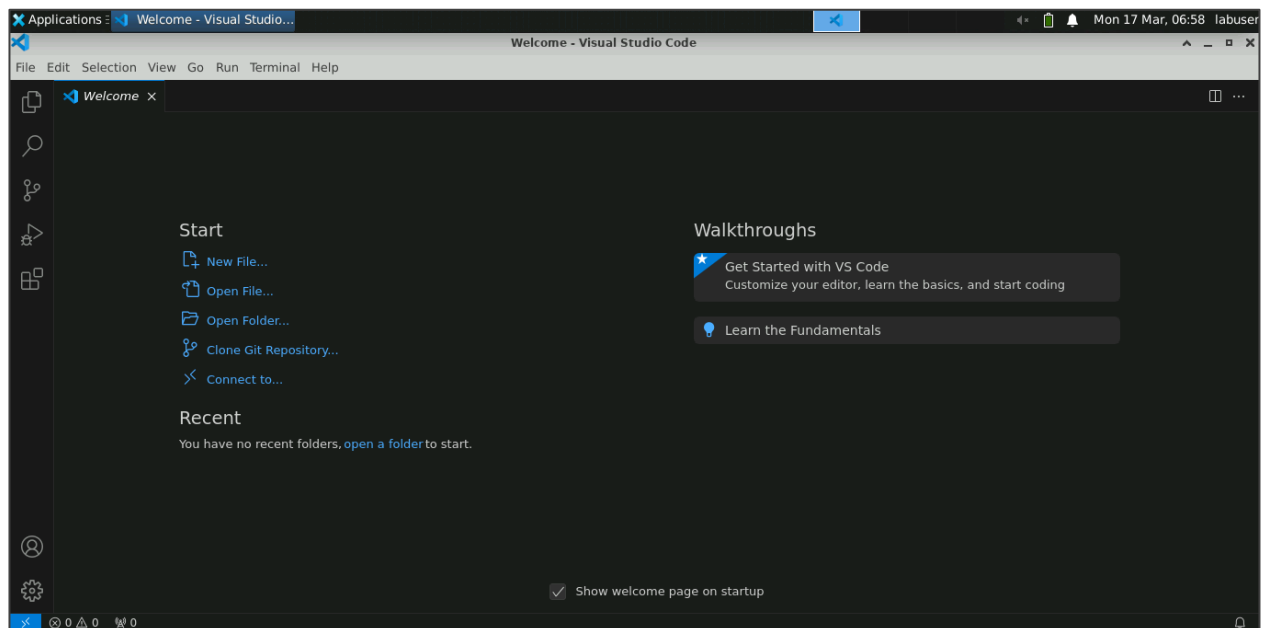 Applications Welcome - Visual Studio... Mon 17 Mar, 06:58 labuser
Welcome - Visual Studio Code
File Edit Selection View Go Run Terminal Help
Welcome
Start
New File...
Open File...
Open Folder...
Clone Git Repository...
Connect to...
Recent
You have no recent folders, open a folder to start.
Walkthroughs
Get Started with VS Code
Customize your editor, learn the basics, and start coding
Learn the Fundamentals
Show welcome page on startup
0 0 0